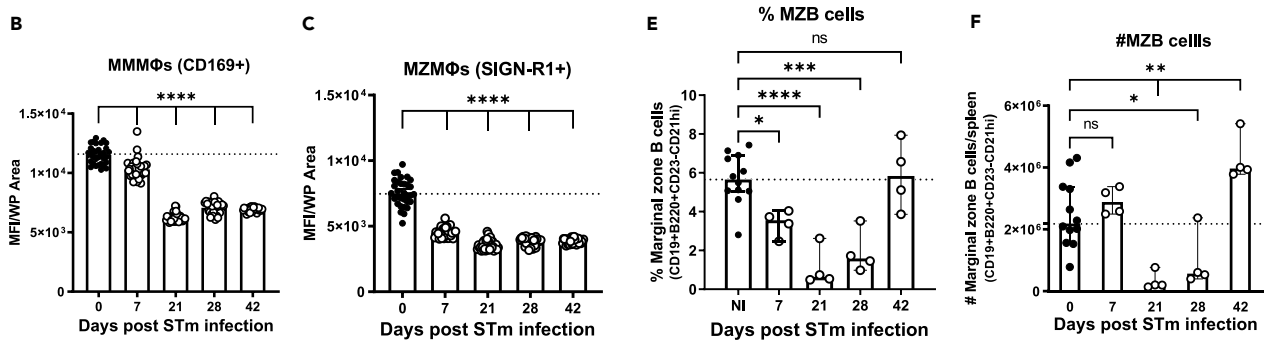 B
MMMΦs (CD169+)
****
1.5×10⁴
1×10⁴
5×10³
0
MFI/WP Area
0 7 21 28 42
Days post STm infection
C
MZMΦs (SIGN-R1+)
****
1.5×10⁴
1×10⁴
5×10³
0
MFI/WP Area
0 7 21 28 42
Days post STm infection
E
% MZB cells
ns
***
****
*
10
8
6
4
2
0
% Marginal zone B cells
(CD19+B220+CD23-CD21hi)
NI 7 21 28 42
Days post STm infection
F
#MZB cellls
**
*
ns
6×10⁶
4×10⁶
2×10⁶
0
# Marginal zone B cells/spleen
(CD19+B220+CD23-CD21hi)
0 7 21 28 42
Days post STm infection